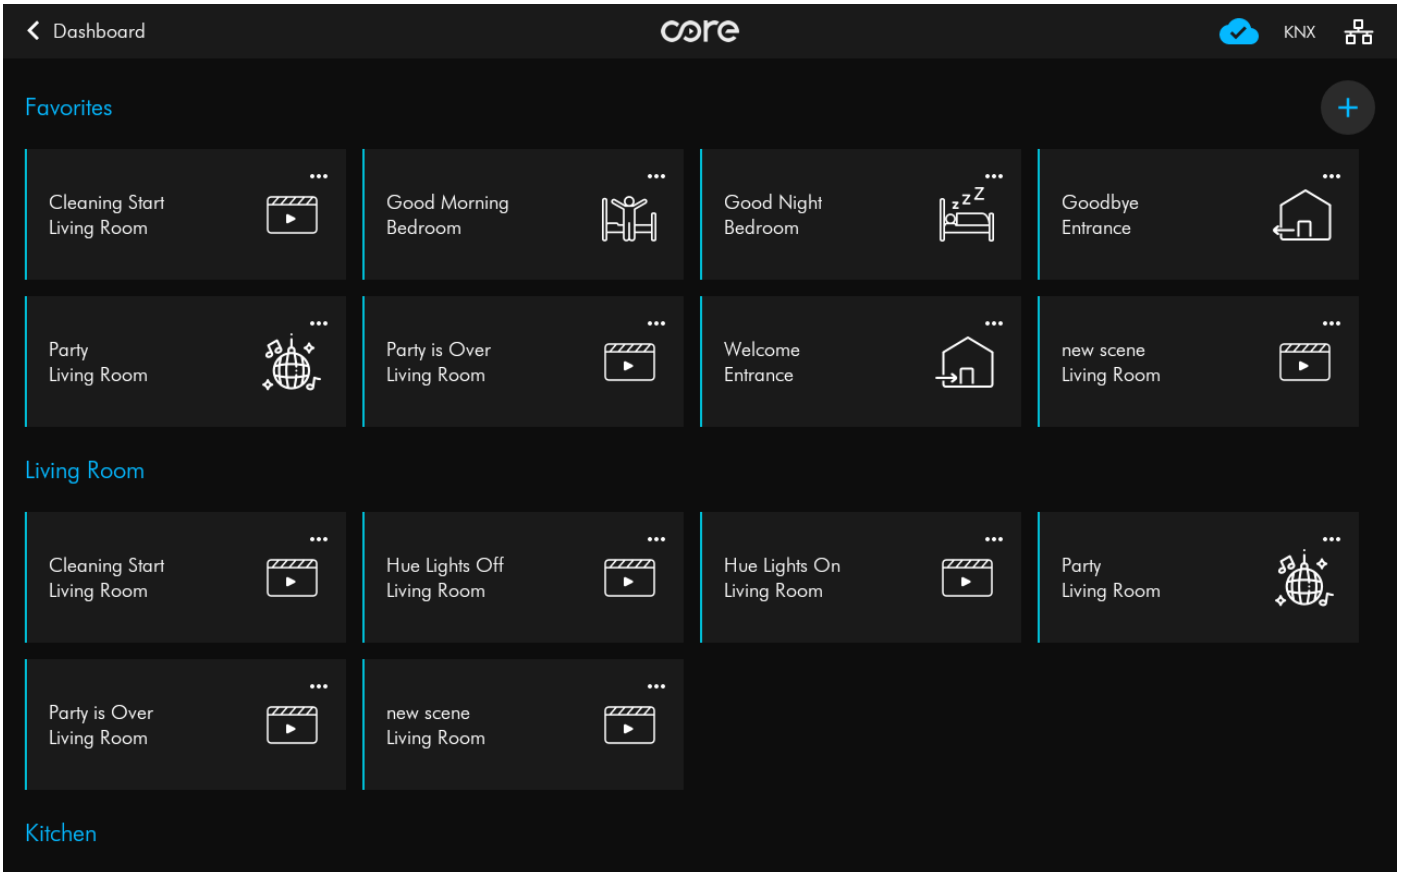 Dashboard
core
KNX
Favorites
Cleaning Start
Living Room
Good Morning
Bedroom
Good Night
Bedroom
zzZ
Goodbye
Entrance
Party
Living Room
Party is Over
Living Room
Welcome
Entrance
new scene
Living Room
Living Room
Cleaning Start
Living Room
Hue Lights Off
Living Room
Hue Lights On
Living Room
Party
Living Room
Party is Over
Living Room
new scene
Living Room
Kitchen